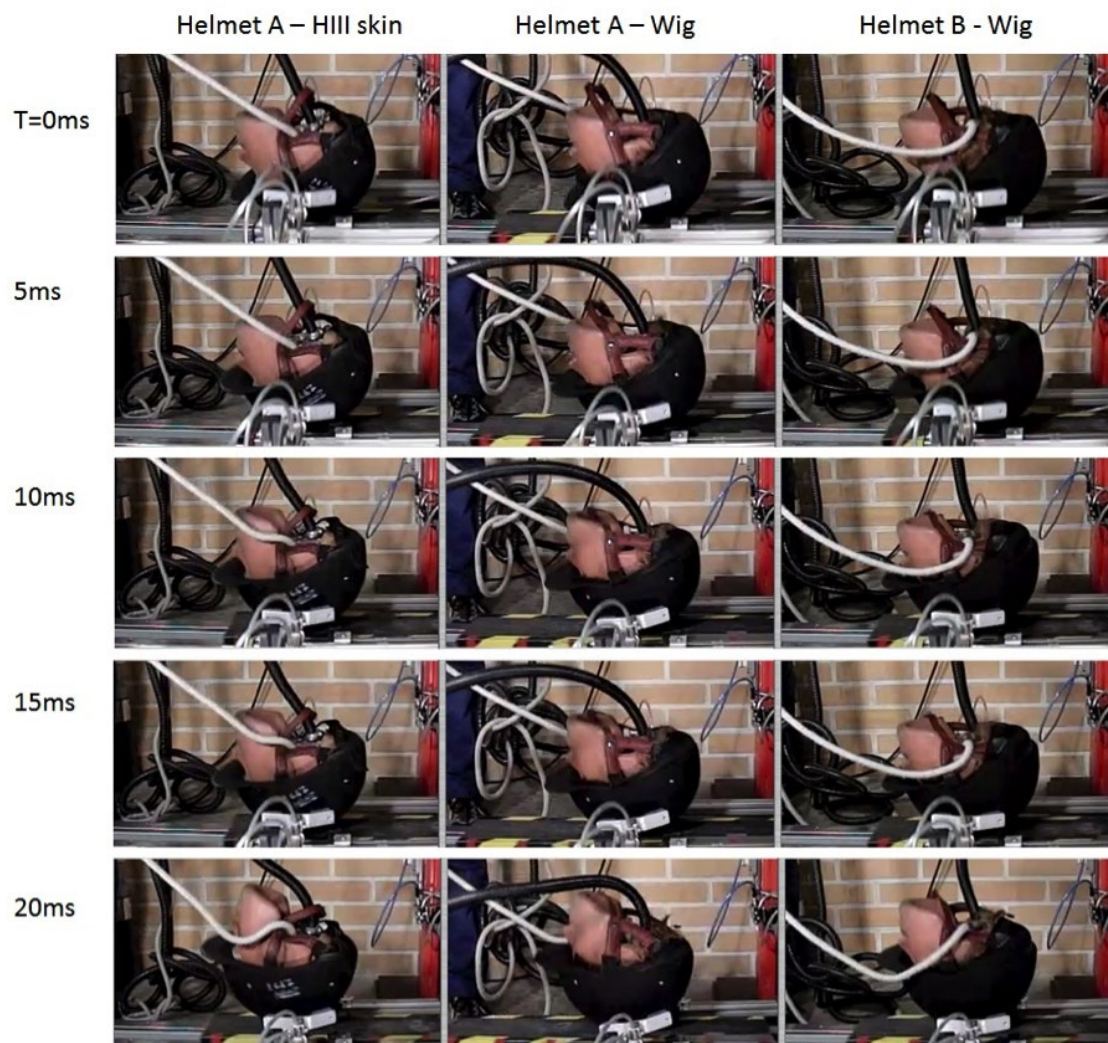 Helmet A – HIII skin
Helmet A – Wig
Helmet B - Wig
T=0ms
5ms
10ms
15ms
20ms